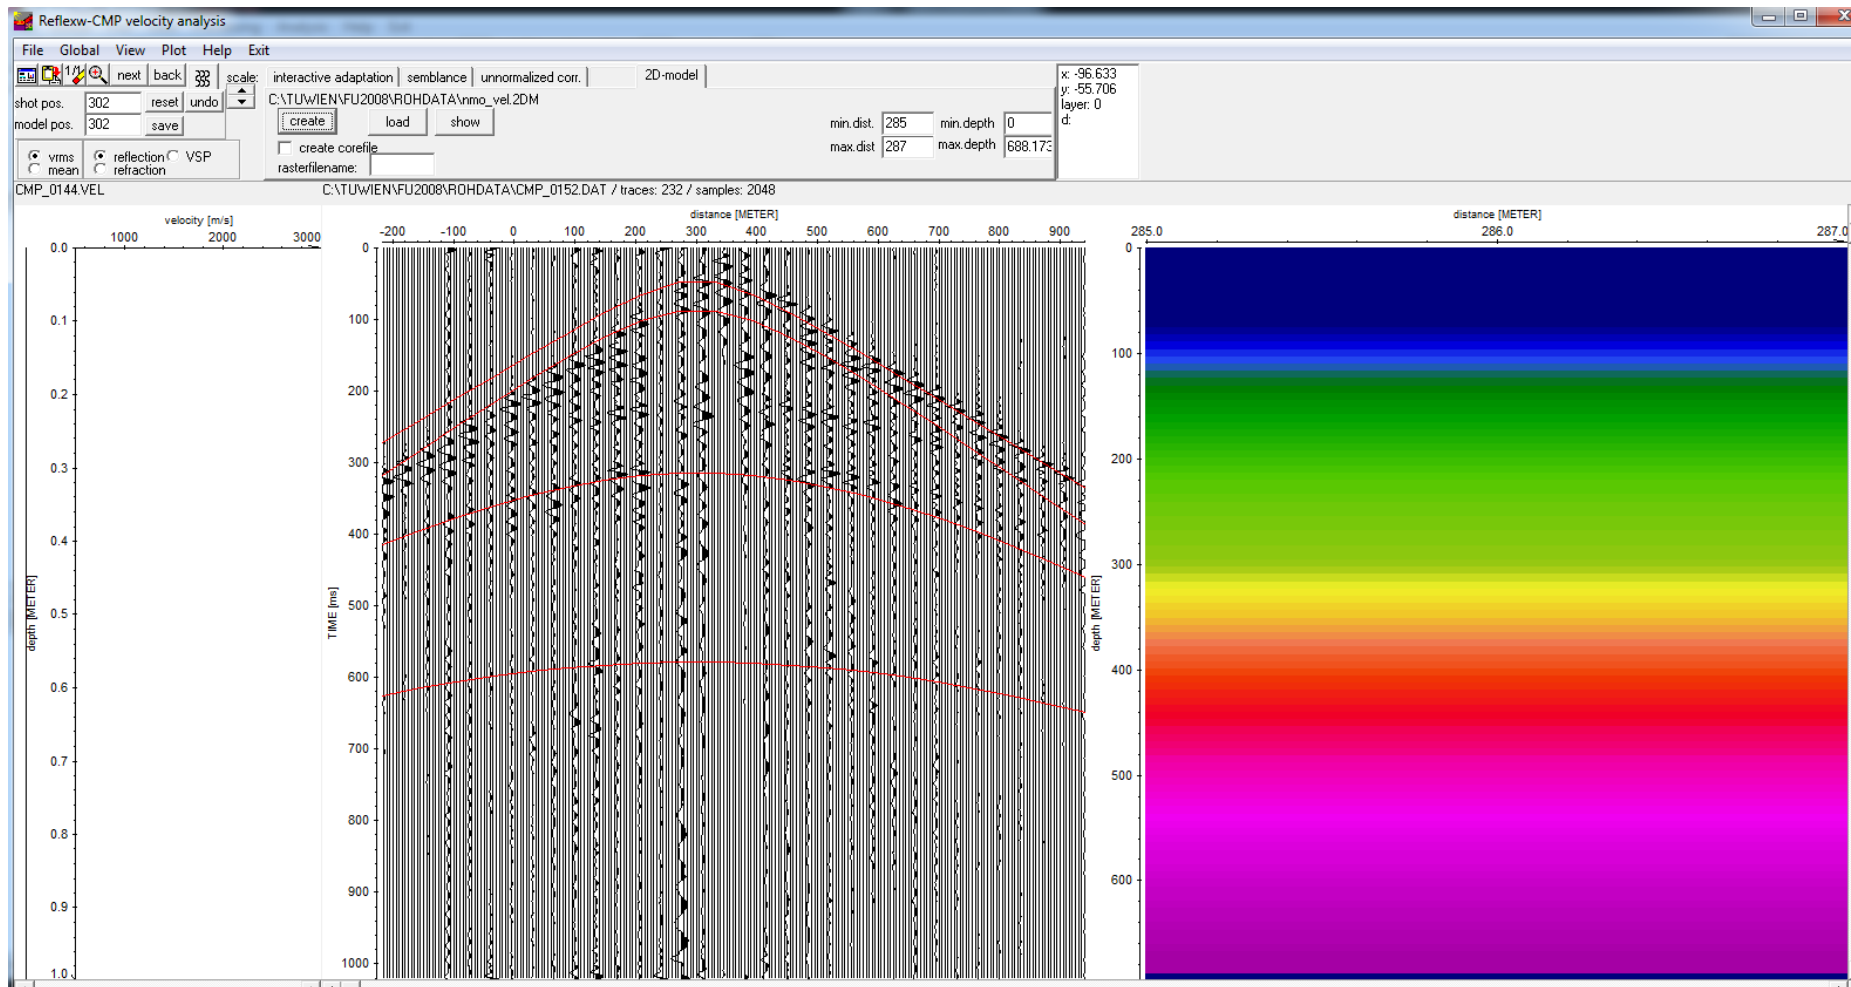 Reflexw-CMP velocity analysis
File Global View Plot Help Exit
next back scale: interactive adaptation semblance unnormalized corr. 2D-model
shot pos. 302 reset undo
model pos. 302 save
vrms reflection VSP
mean refraction
C:\TUWIEN\FU2008\ROHDATA\nmo_vel.2DM
create load show
create corefile
rasterfilename:
min.dist. 285 min.depth 0
max.dist 287 max.depth 688.173
x: -96.633
y: -55.706
layer: 0
d:
CMP_0144.VEL C:\TUWIEN\FU2008\ROHDATA\CMP_0152.DAT / traces: 232 / samples: 2048
velocity [m/s]
1000 2000 3000
depth [METER]
0.0
0.1
0.2
0.3
0.4
0.5
0.6
0.7
0.8
0.9
1.0
distance [METER]
-200 -100 0 100 200 300 400 500 600 700 800 900
TIME [ms]
0
100
200
300
400
500
600
700
800
900
1000
distance [METER]
285.0 286.0 287.0
depth [METER]
0
100
200
300
400
500
600